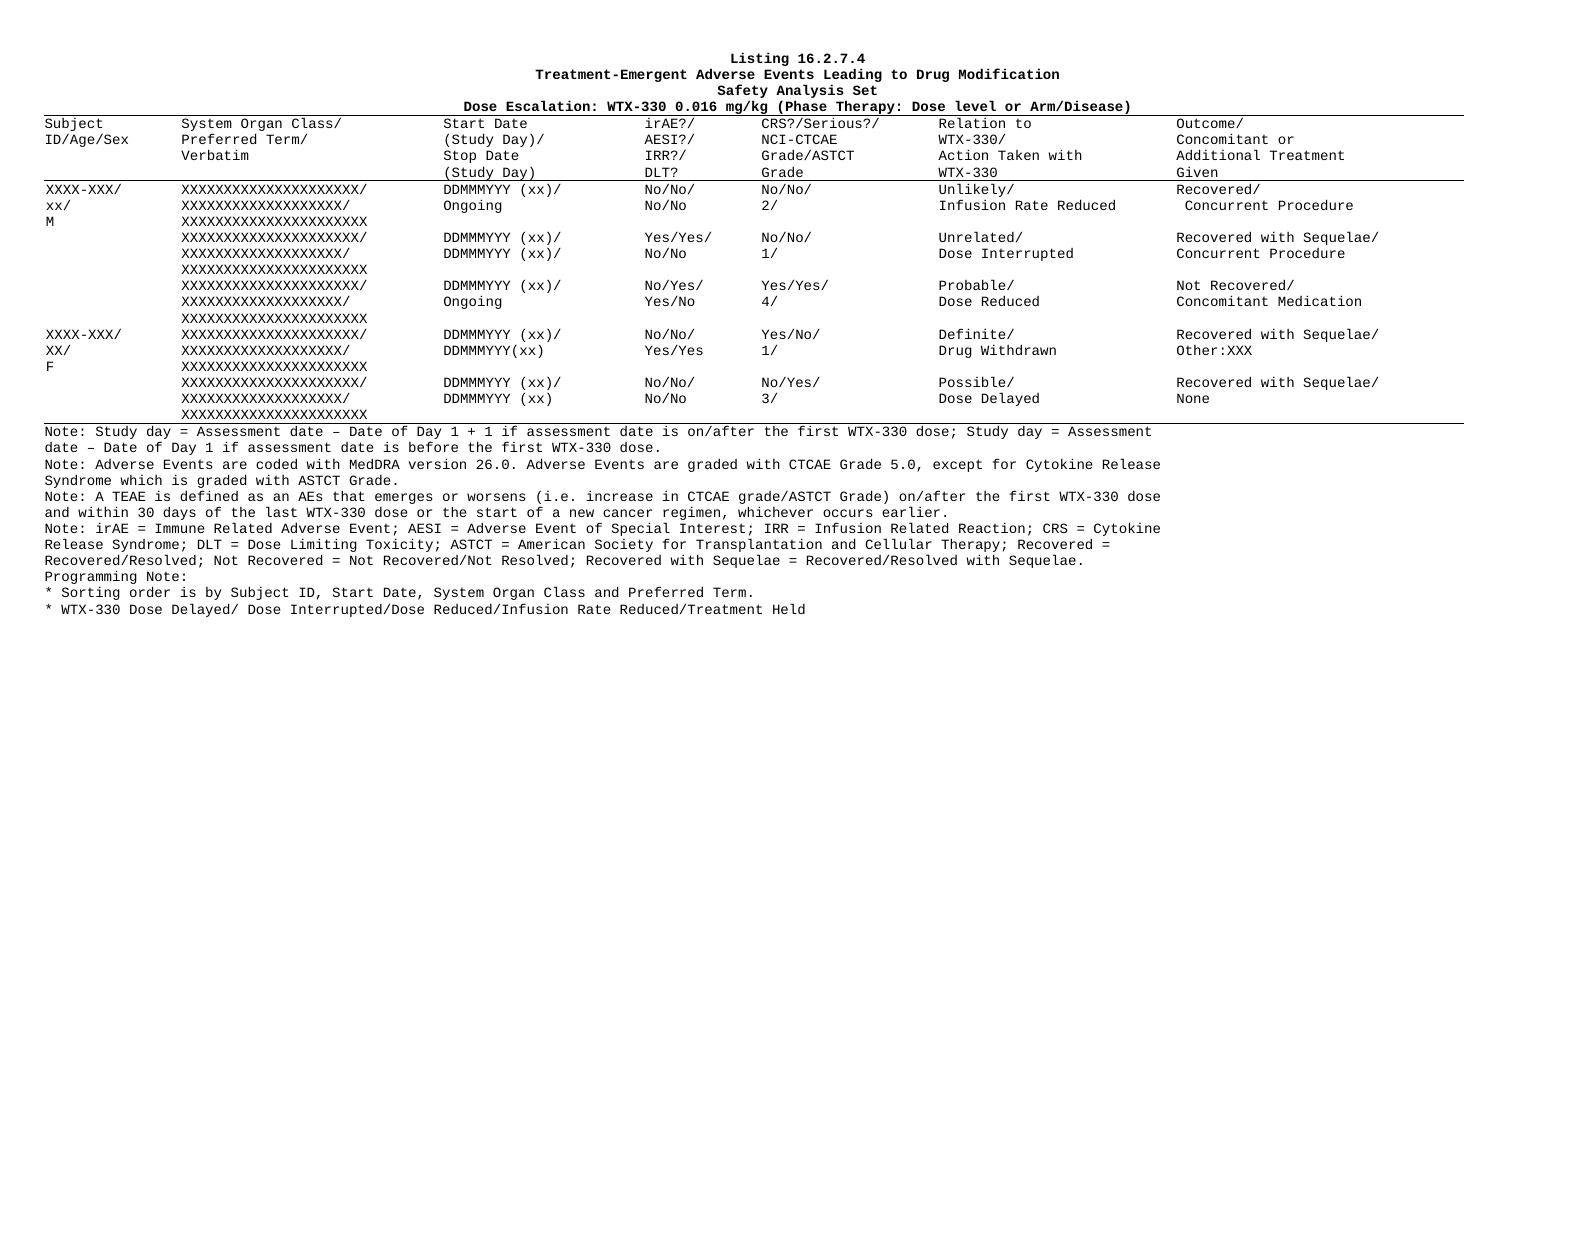 Listing 16.2.7.4
Treatment-Emergent Adverse Events Leading to Drug Modification
Safety Analysis Set
Dose Escalation: WTX-330 0.016 mg/kg (Phase Therapy: Dose level or Arm/Disease)
Subject System Organ Class/ Start Date irAE?/ CRS?/Serious?/ Relation to Outcome/
ID/Age/Sex Preferred Term/ (Study Day)/ AESI?/ NCI-CTCAE WTX-330/ Concomitant or
Verbatim Stop Date IRR?/ Grade/ASTCT Action Taken with Additional Treatment
(Study Day) DLT? Grade WTX-330 Given
XXXX-XXX/ XXXXXXXXXXXXXXXXXXXXX/ DDMMMYYY (xx)/ No/No/ No/No/ Unlikely/ Recovered/
xx/ XXXXXXXXXXXXXXXXXXX/ Ongoing No/No 2/ Infusion Rate Reduced Concurrent Procedure
M XXXXXXXXXXXXXXXXXXXXXX
XXXXXXXXXXXXXXXXXXXXX/ DDMMMYYY (xx)/ Yes/Yes/ No/No/ Unrelated/ Recovered with Sequelae/
XXXXXXXXXXXXXXXXXXX/ DDMMMYYY (xx)/ No/No 1/ Dose Interrupted Concurrent Procedure
XXXXXXXXXXXXXXXXXXXXXX
XXXXXXXXXXXXXXXXXXXXX/ DDMMMYYY (xx)/ No/Yes/ Yes/Yes/ Probable/ Not Recovered/
XXXXXXXXXXXXXXXXXXX/ Ongoing Yes/No 4/ Dose Reduced Concomitant Medication
XXXXXXXXXXXXXXXXXXXXXX
XXXX-XXX/ XXXXXXXXXXXXXXXXXXXXX/ DDMMMYYY (xx)/ No/No/ Yes/No/ Definite/ Recovered with Sequelae/
XX/ XXXXXXXXXXXXXXXXXXX/ DDMMMYYY(xx) Yes/Yes 1/ Drug Withdrawn Other:XXX
F XXXXXXXXXXXXXXXXXXXXXX
XXXXXXXXXXXXXXXXXXXXX/ DDMMMYYY (xx)/ No/No/ No/Yes/ Possible/ Recovered with Sequelae/
XXXXXXXXXXXXXXXXXXX/ DDMMMYYY (xx) No/No 3/ Dose Delayed None
XXXXXXXXXXXXXXXXXXXXXX
Note: Study day = Assessment date – Date of Day 1 + 1 if assessment date is on/after the first WTX-330 dose; Study day = Assessment
date – Date of Day 1 if assessment date is before the first WTX-330 dose.
Note: Adverse Events are coded with MedDRA version 26.0. Adverse Events are graded with CTCAE Grade 5.0, except for Cytokine Release
Syndrome which is graded with ASTCT Grade.
Note: A TEAE is defined as an AEs that emerges or worsens (i.e. increase in CTCAE grade/ASTCT Grade) on/after the first WTX-330 dose
and within 30 days of the last WTX-330 dose or the start of a new cancer regimen, whichever occurs earlier.
Note: irAE = Immune Related Adverse Event; AESI = Adverse Event of Special Interest; IRR = Infusion Related Reaction; CRS = Cytokine
Release Syndrome; DLT = Dose Limiting Toxicity; ASTCT = American Society for Transplantation and Cellular Therapy; Recovered =
Recovered/Resolved; Not Recovered = Not Recovered/Not Resolved; Recovered with Sequelae = Recovered/Resolved with Sequelae.
Programming Note:
* Sorting order is by Subject ID, Start Date, System Organ Class and Preferred Term.
* WTX-330 Dose Delayed/ Dose Interrupted/Dose Reduced/Infusion Rate Reduced/Treatment Held